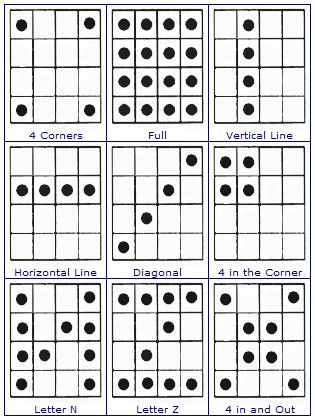 4 Corners
Full
Vertical Line
Horizontal Line
Diagonal
4 in the Corner
Letter N
Letter Z
4 in and Out